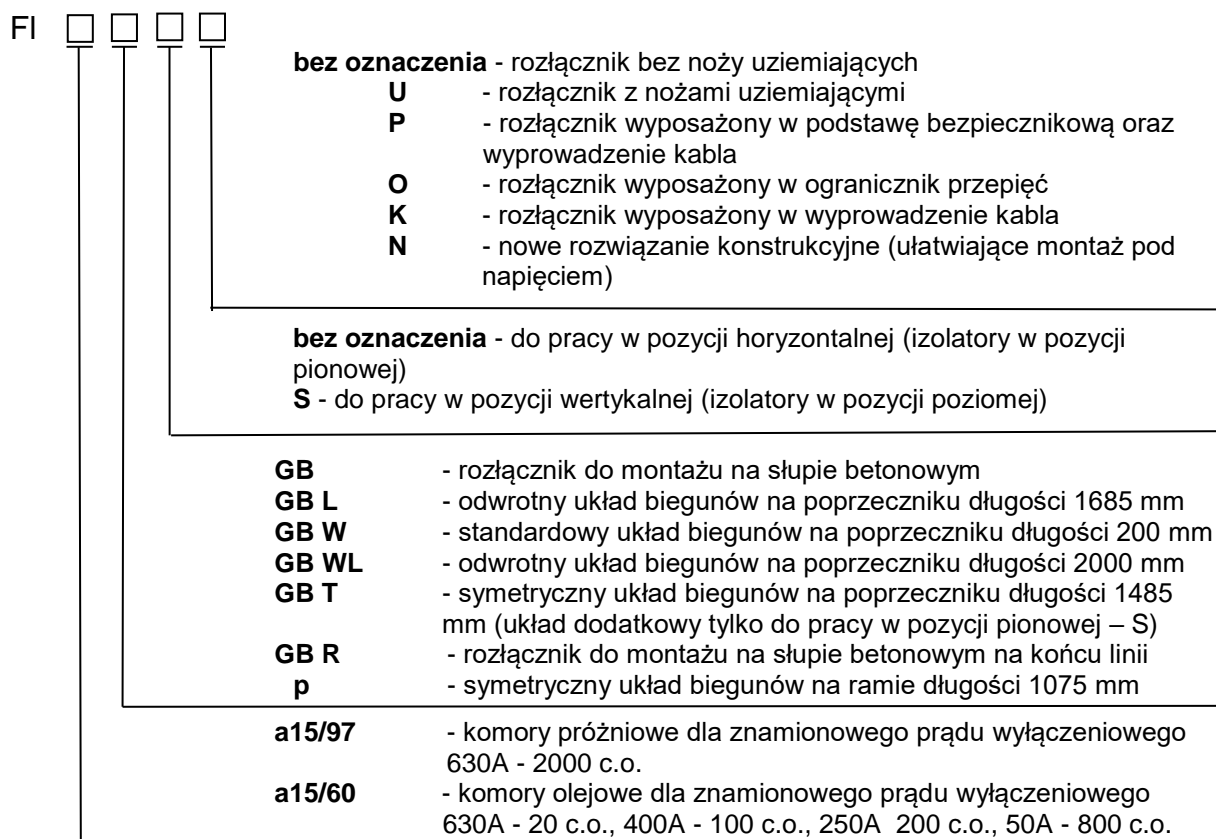 Fl □ □ □ □
bez oznaczenia - rozłącznik bez noży uziemiających
U - rozłącznik z nożami uziemiającymi
P - rozłącznik wyposażony w podstawę bezpiecznikową oraz
wyprowadzenie kabla
O - rozłącznik wyposażony w ogranicznik przepięć
K - rozłącznik wyposażony w wyprowadzenie kabla
N - nowe rozwiązanie konstrukcyjne (ułatwiające montaż pod
napięciem)
bez oznaczenia - do pracy w pozycji horyzontalnej (izolatory w pozycji
pionowej)
S - do pracy w pozycji wertykalnej (izolatory w pozycji poziomej)
GB - rozłącznik do montażu na słupie betonowym
GB L - odwrotny układ biegunów na poprzeczniku długości 1685 mm
GB W - standardowy układ biegunów na poprzeczniku długości 200 mm
GB WL - odwrotny układ biegunów na poprzeczniku długości 2000 mm
GB T - symetryczny układ biegunów na poprzeczniku długości 1485
mm (układ dodatkowy tylko do pracy w pozycji pionowej – S)
GB R - rozłącznik do montażu na słupie betonowym na końcu linii
p - symetryczny układ biegunów na ramie długości 1075 mm
a15/97 - komory próżniowe dla znamionowego prądu wyłączeniowego
630A - 2000 c.o.
a15/60 - komory olejowe dla znamionowego prądu wyłączeniowego
630A - 20 c.o., 400A - 100 c.o., 250A 200 c.o., 50A - 800 c.o.